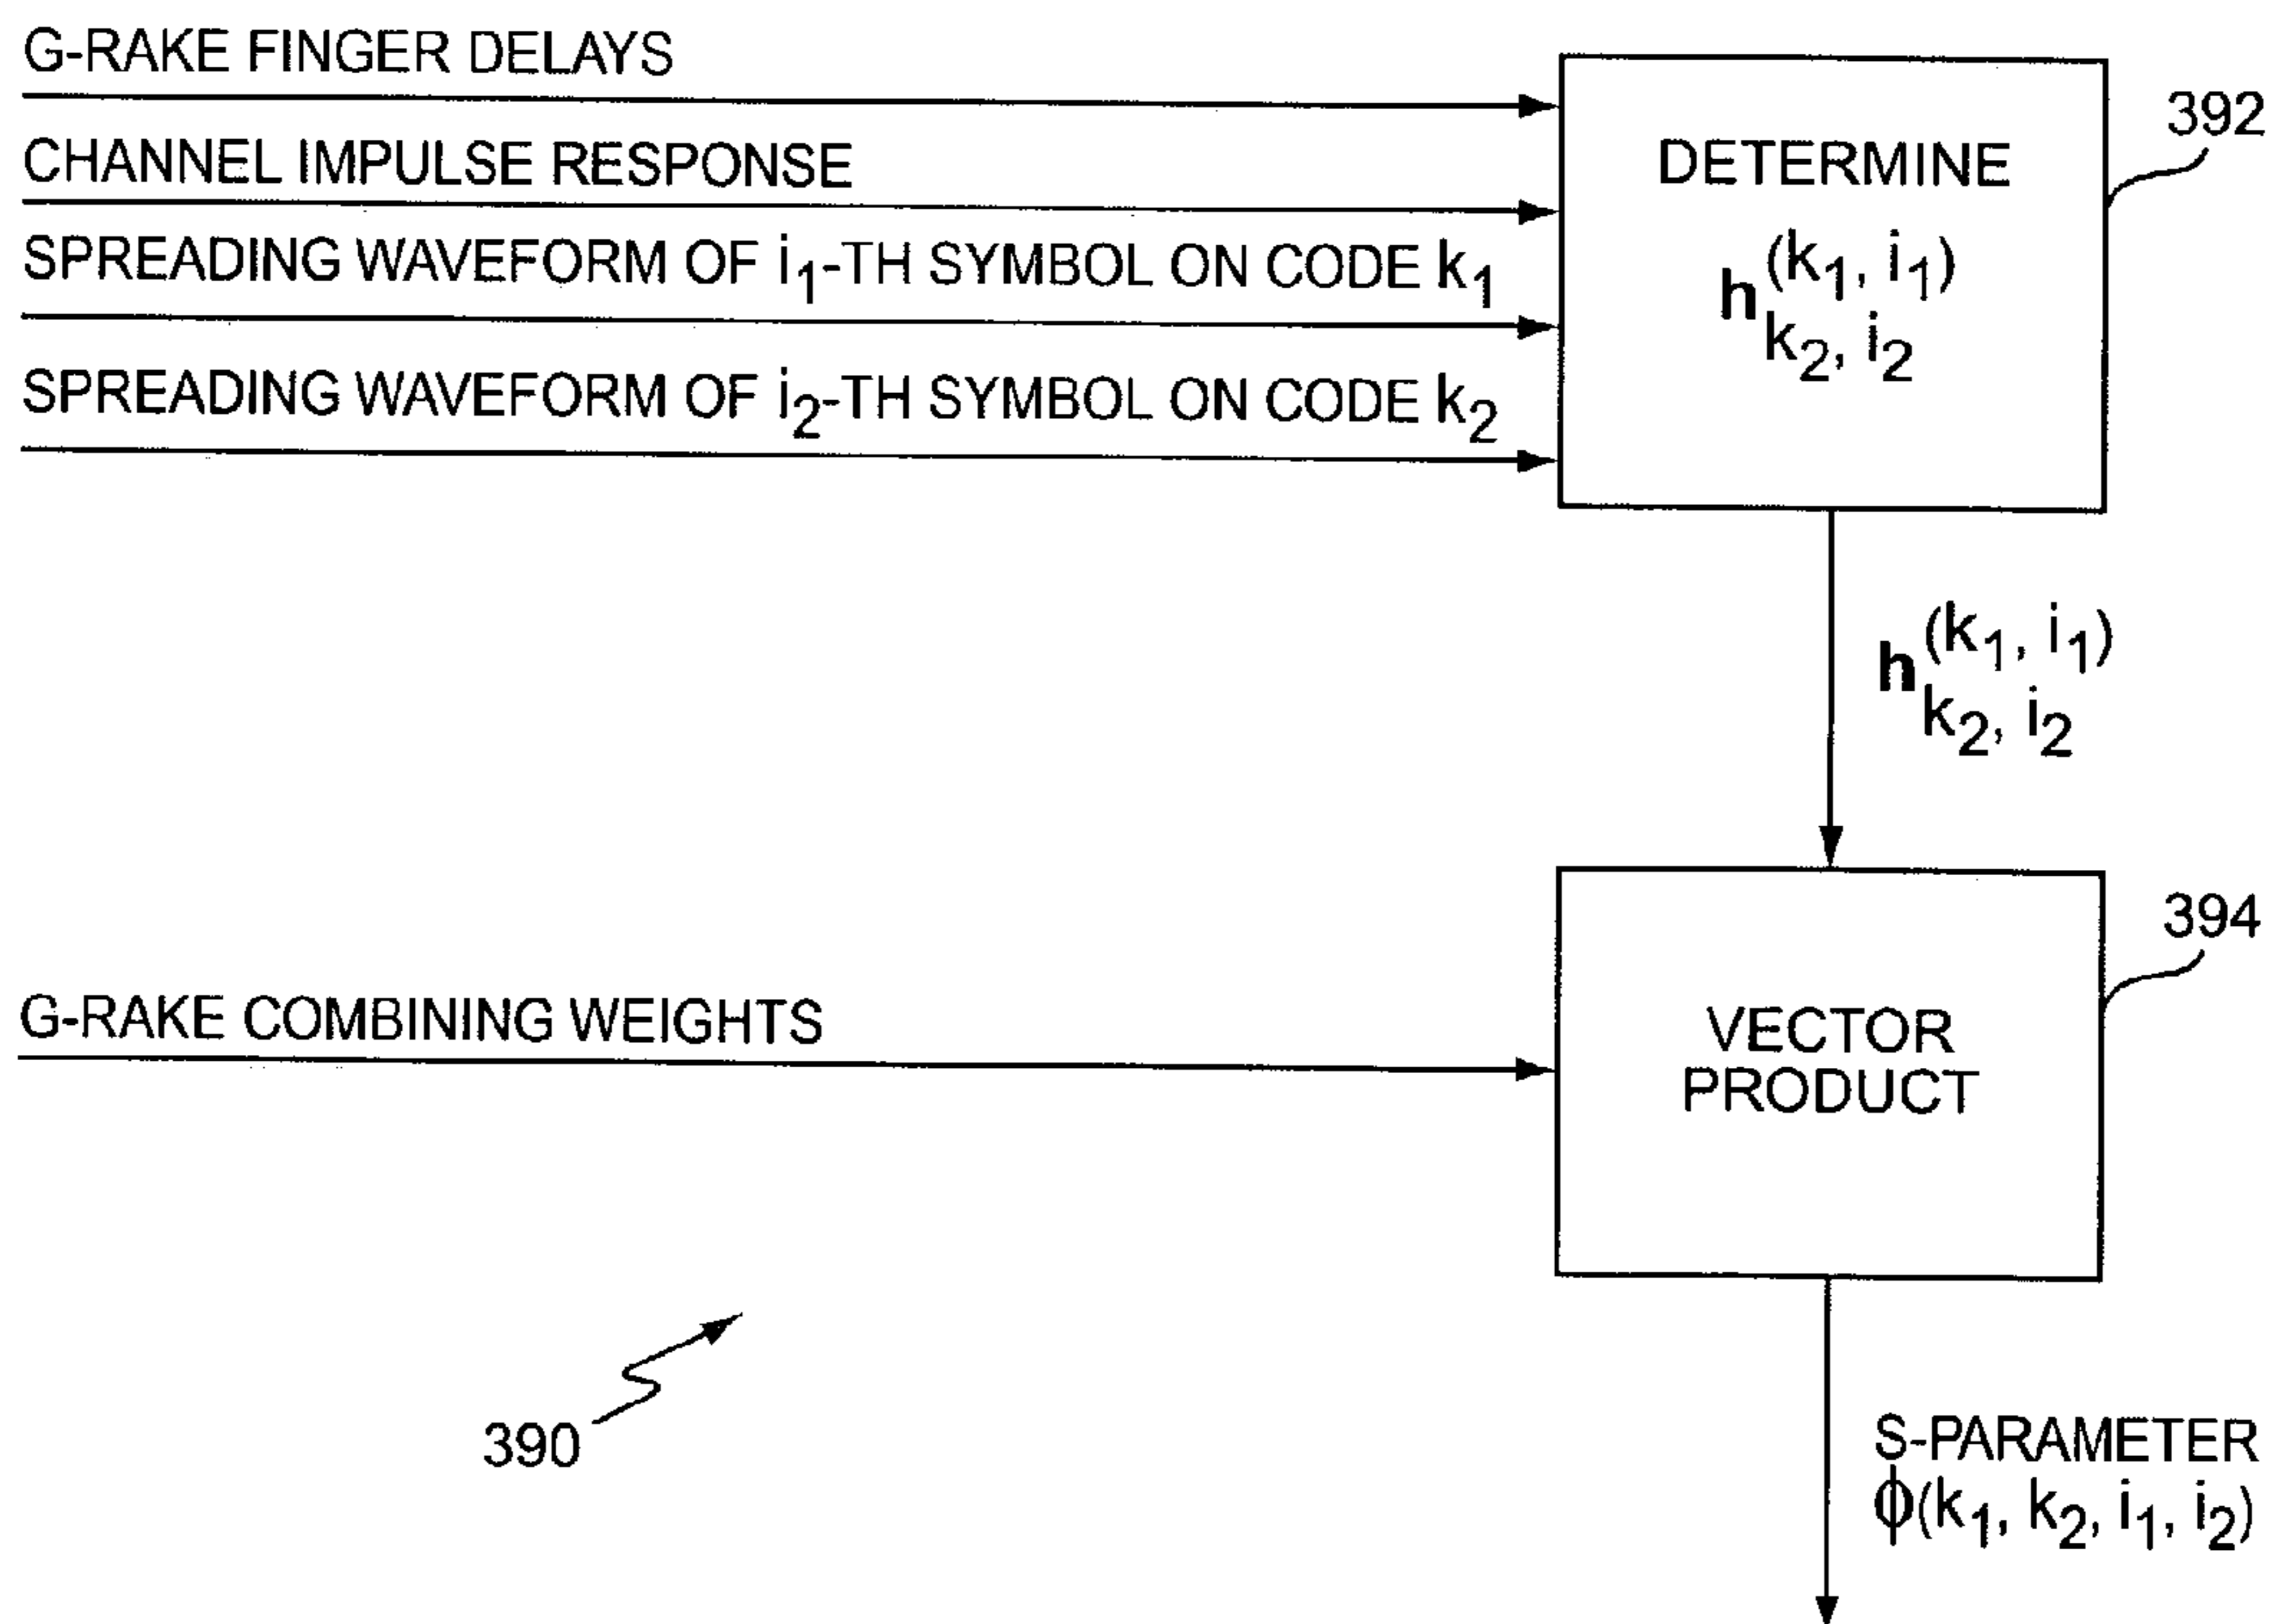 G-RAKE FINGER DELAYS
CHANNEL IMPULSE RESPONSE
SPREADING WAVEFORM OF i₁-TH SYMBOL ON CODE k₁
SPREADING WAVEFORM OF i₂-TH SYMBOL ON CODE k₂
DETERMINE
h^(k₁, i₁)
k₂, i₂
392
h^(k₁, i₁)
k₂, i₂
G-RAKE COMBINING WEIGHTS
VECTOR
PRODUCT
394
390
S-PARAMETER
ϕ(k₁, k₂, i₁, i₂)